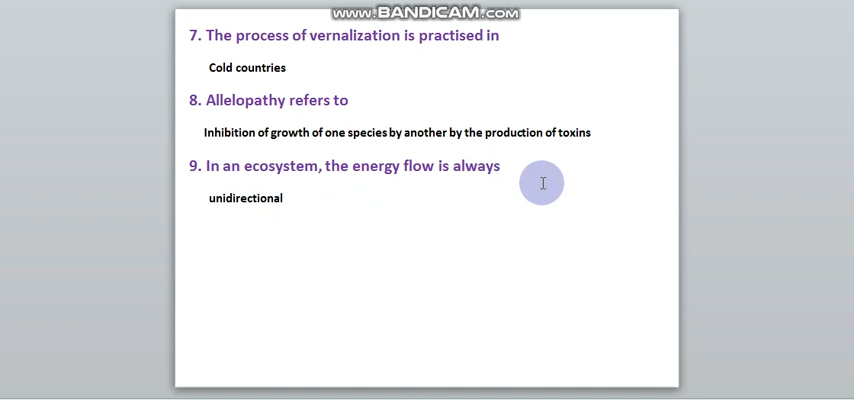 www.BANDICAM.com
7. The process of vernalization is practised in
Cold countries
8. Allelopathy refers to
Inhibition of growth of one species by another by the production of toxins
9. In an ecosystem, the energy flow is always
unidirectional